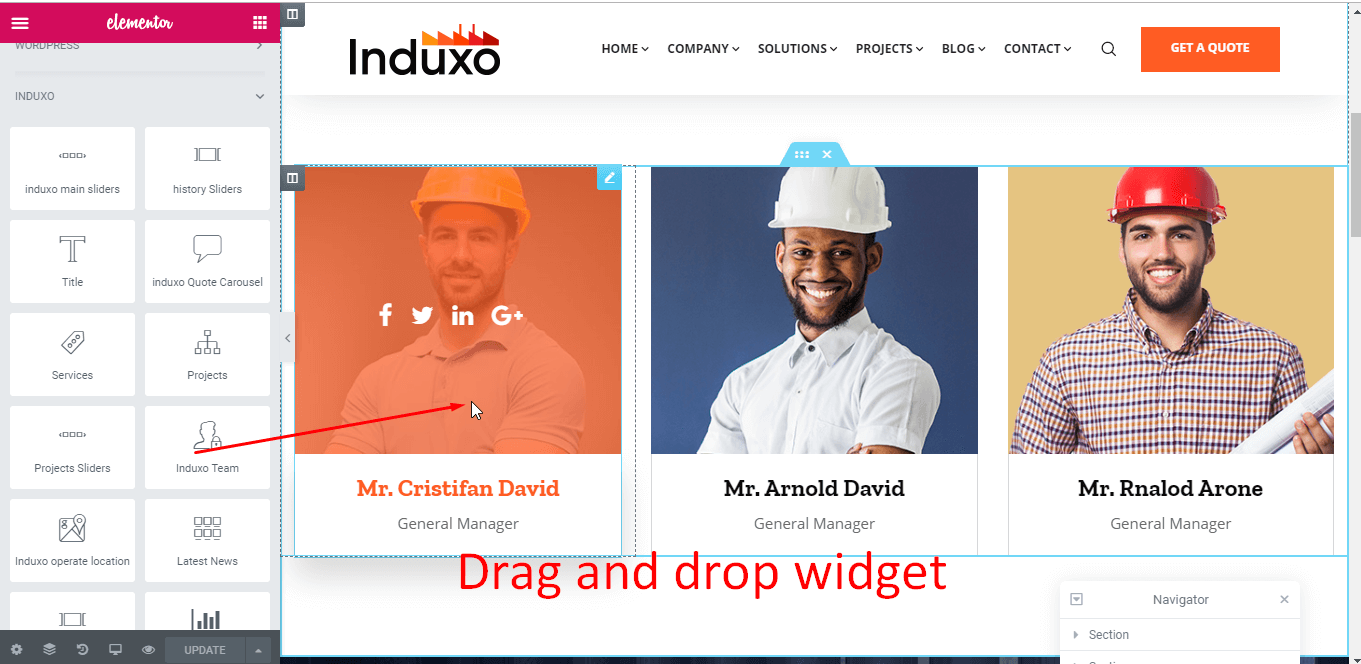 elementor
WORDPRESS
INDUXO
induxo main sliders
history Sliders
Title
induxo Quote Carousel
Services
Projects
Projects Sliders
Induxo Team
Induxo operate location
Latest News
UPDATE
Induxo
HOME COMPANY SOLUTIONS PROJECTS BLOG CONTACT
GET A QUOTE
f in G+
Mr. Cristifan David
General Manager
Mr. Arnold David
General Manager
Mr. Rnalod Arone
General Manager
Drag and drop widget
Navigator
Section